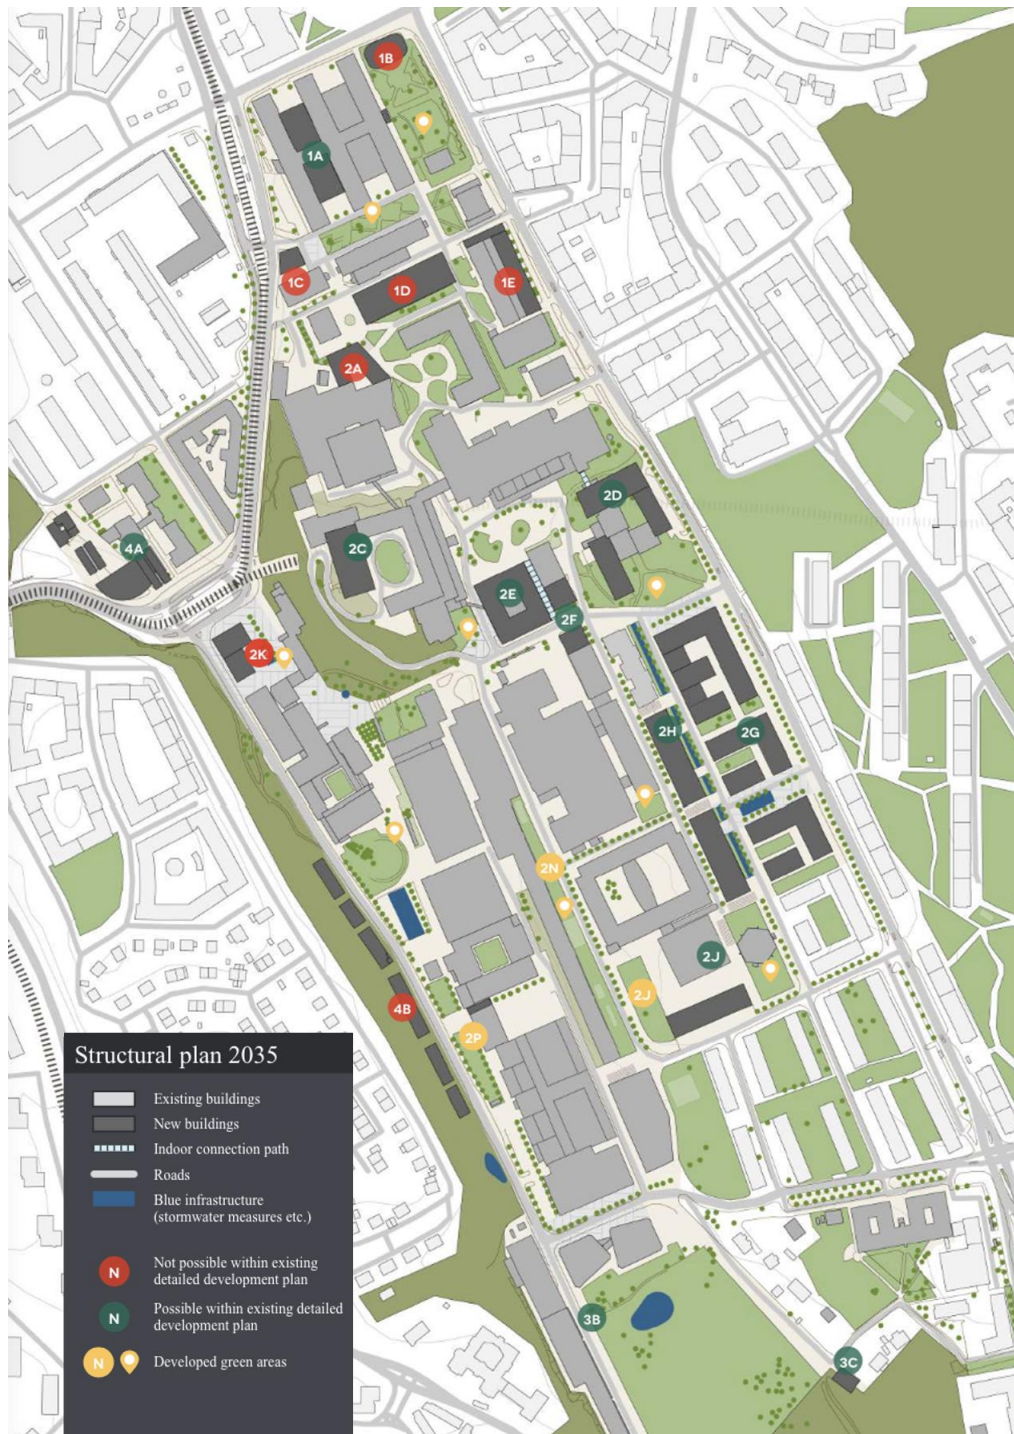 1B
1A
1C
1D
1E
2A
2D
2C
4A
2E
2F
2K
2H
2G
2N
2J
2J
4B
2P
Structural plan 2035
Existing buildings
New buildings
Indoor connection path
Roads
Blue infrastructure
(stormwater measures etc.)
N
Not possible within existing
detailed development plan
N
Possible within existing detailed
development plan
N
Developed green areas
3B
3C